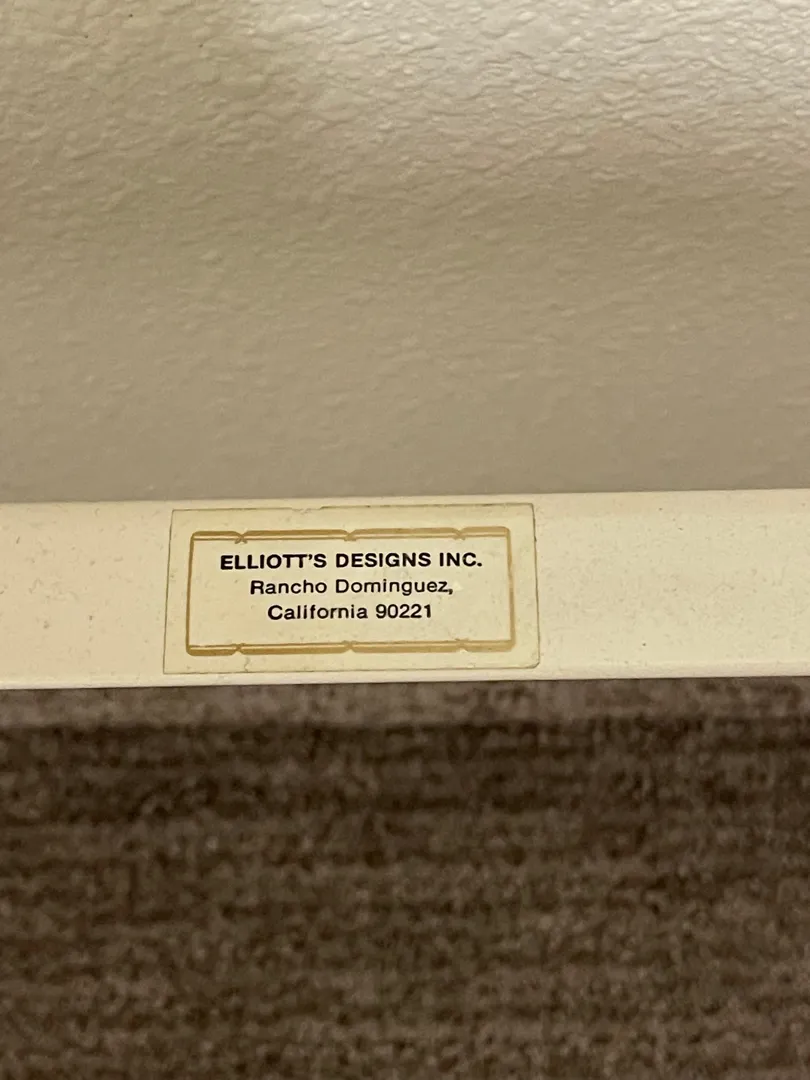 ELLIOTT'S DESIGNS INC.
Rancho Dominguez,
California 90221